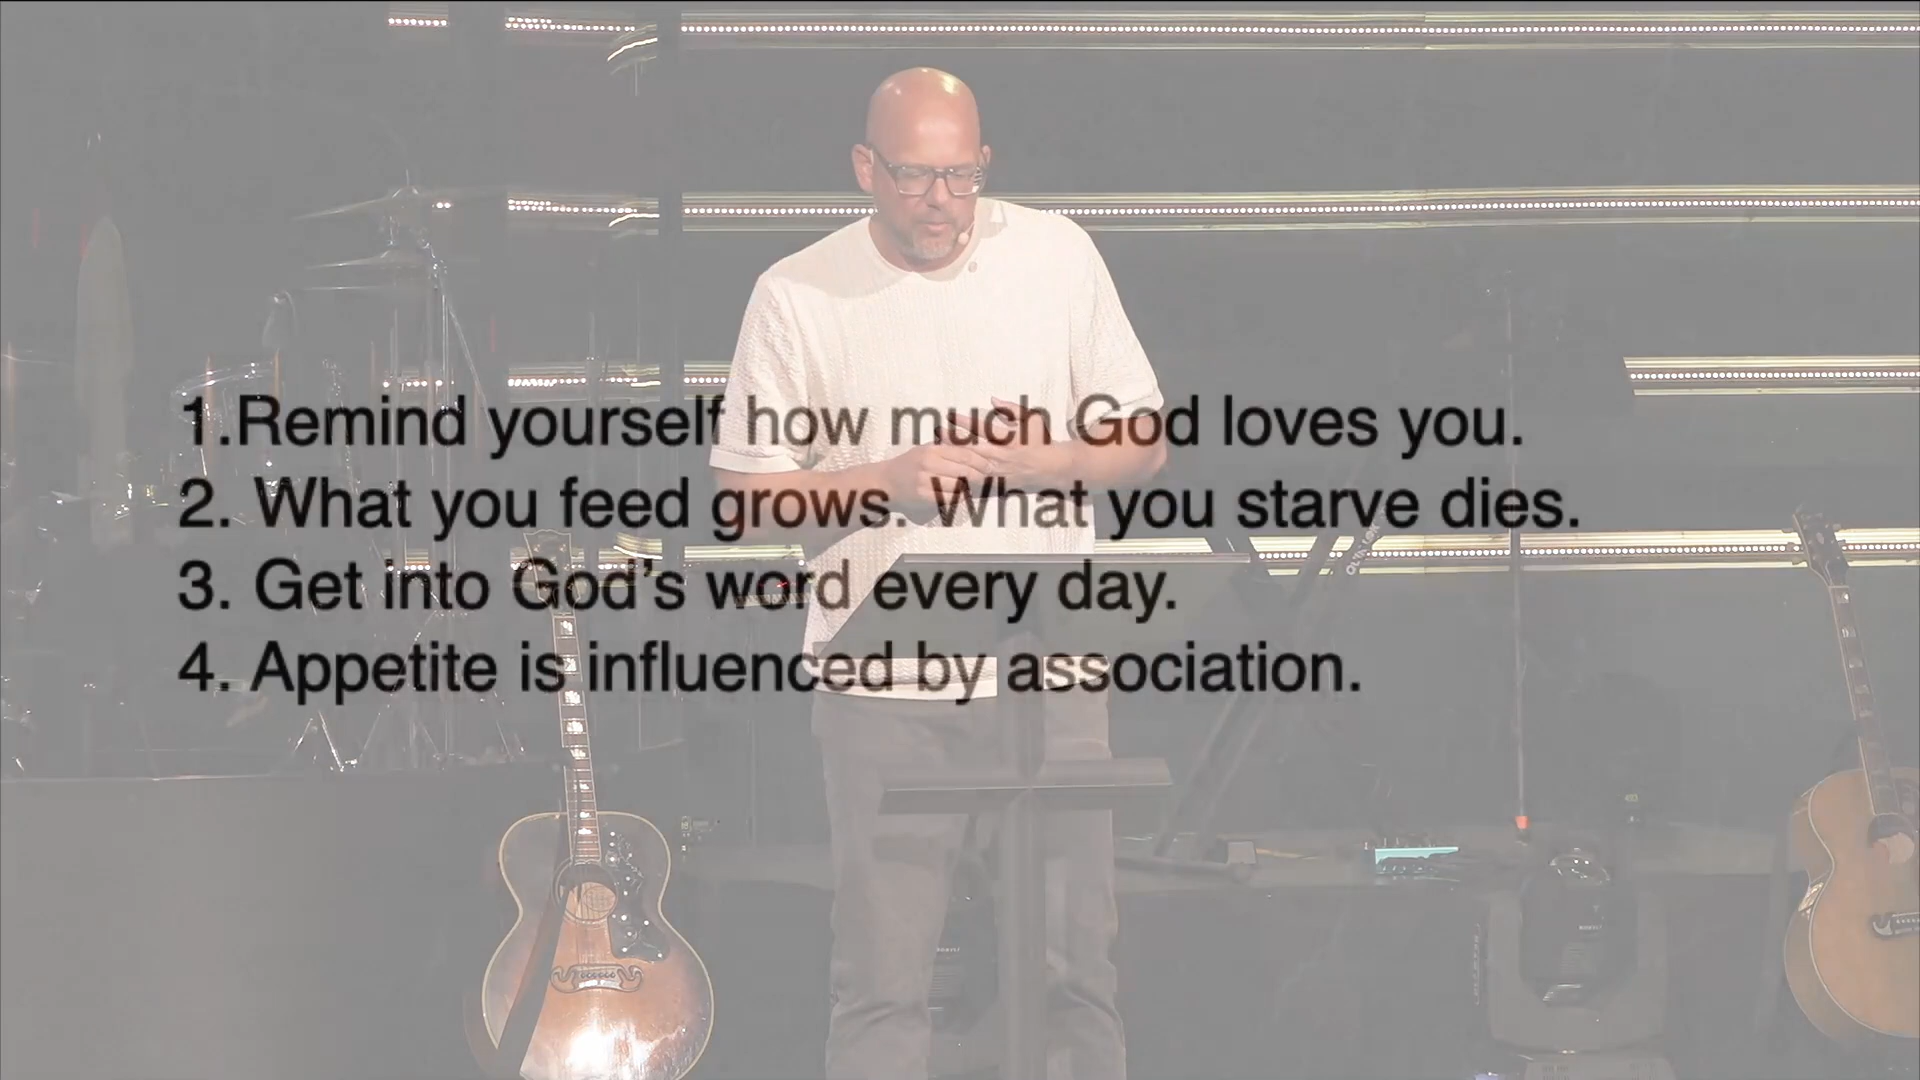 1.Remind yourself how much God loves you.
2. What you feed grows. What you starve dies.
3. Get into God's word every day.
4. Appetite is influenced by association.